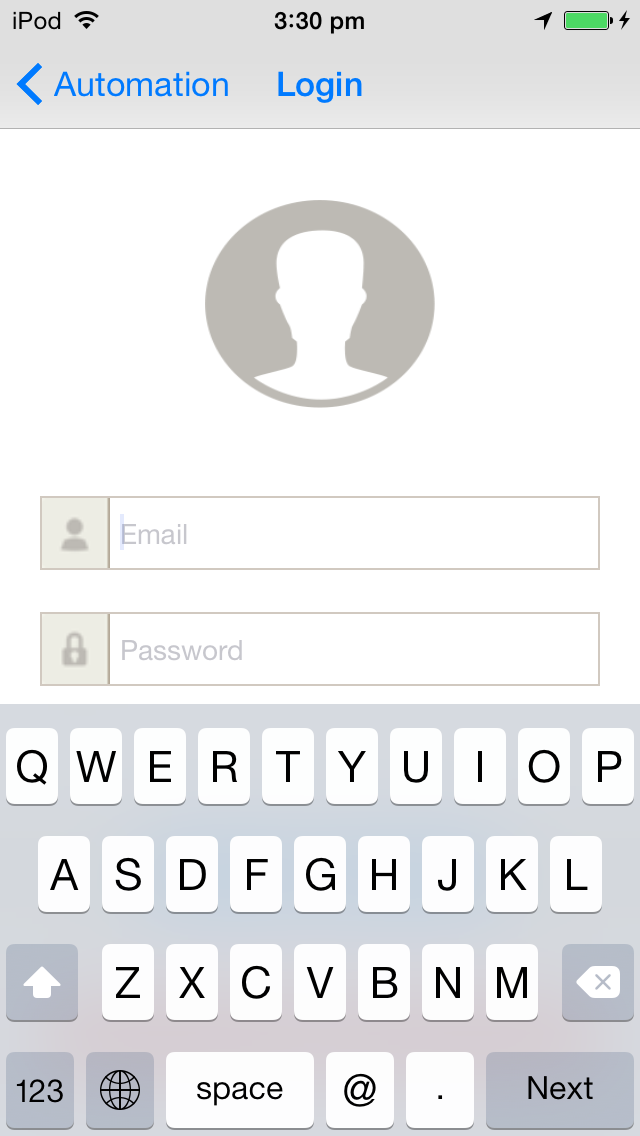 iPod 3:30 pm
Automation Login
Email
Password
Q W E R T Y U I O P
A S D F G H J K L
Z X C V B N M
123 space @ . Next